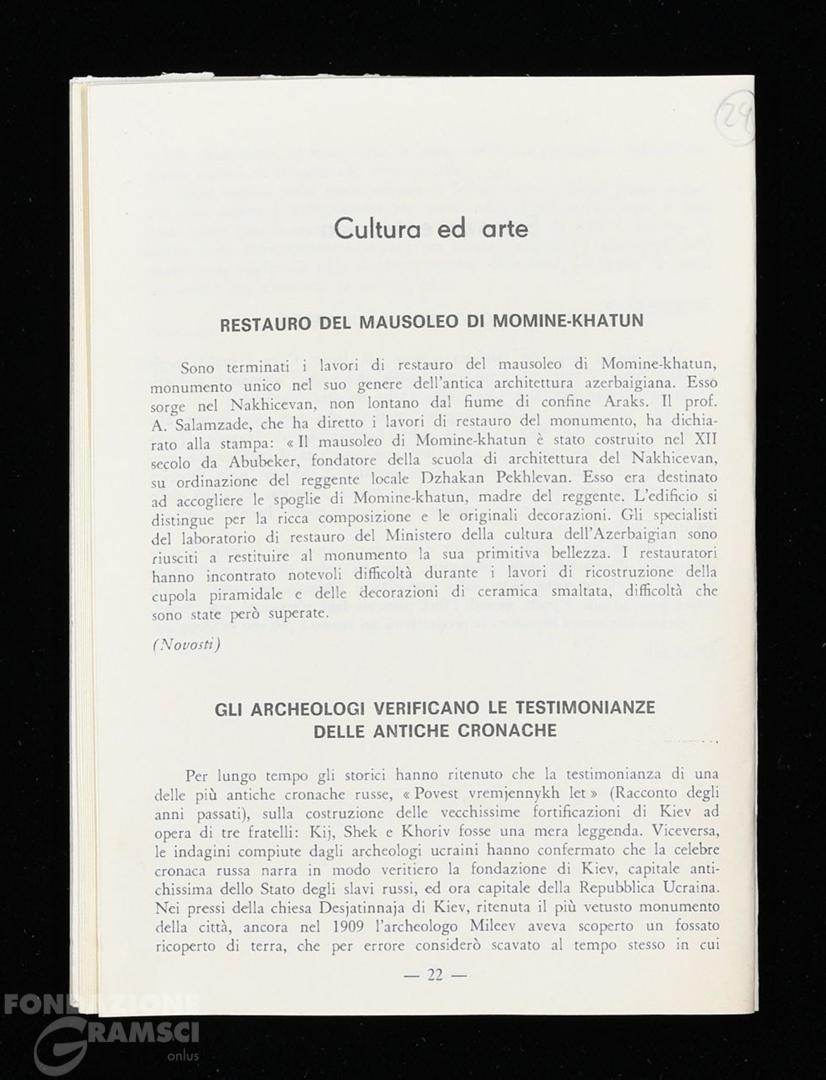 24
Cultura ed arte
RESTAURO DEL MAUSOLEO DI MOMINE-KHATUN
Sono terminati i lavori di restauro del mausoleo di Momine-khatun,
monumento unico nel suo genere dell'antica architettura azerbaigiana. Esso
sorge nel Nakhicevan, non lontano dal fiume di confine Araks. Il prof.
A. Salamzade, che ha diretto i lavori di restauro del monumento, ha dichia-
rato alla stampa: « Il mausoleo di Momine-khatun è stato costruito nel XII
secolo da Abubeker, fondatore della scuola di architettura del Nakhicevan,
su ordinazione del reggente locale Dzhakan Pekhlevan. Esso era destinato
ad accogliere le spoglie di Momine-khatun, madre del reggente. L'edificio si
distingue per la ricca composizione e le originali decorazioni. Gli specialisti
del laboratorio di restauro del Ministero della cultura dell'Azerbaigian sono
riusciti a restituire al monumento la sua primitiva bellezza. I restauratori
hanno incontrato notevoli difficoltà durante i lavori di ricostruzione della
cupola piramidale e delle decorazioni di ceramica smaltata, difficoltà che
sono state però superate.
(Novosti)
GLI ARCHEOLOGI VERIFICANO LE TESTIMONIANZE
DELLE ANTICHE CRONACHE
Per lungo tempo gli storici hanno ritenuto che la testimonianza di una
delle più antiche cronache russe, « Povest vremjennykh let » (Racconto degli
anni passati), sulla costruzione delle vecchissime fortificazioni di Kiev ad
opera di tre fratelli: Kij, Shek e Khoriv fosse una mera leggenda. Viceversa,
le indagini compiute dagli archeologi ucraini hanno confermato che la celebre
cronaca russa narra in modo veritiero la fondazione di Kiev, capitale anti-
chissima dello Stato degli slavi russi, ed ora capitale della Repubblica Ucraina.
Nei pressi della chiesa Desjatinnaja di Kiev, ritenuta il più vetusto monumento
della città, ancora nel 1909 l'archeologo Mileev aveva scoperto un fossato
ricoperto di terra, che per errore considerò scavato al tempo stesso in cui
— 22 —
FONDAZIONE
GRAMSCI
onlus